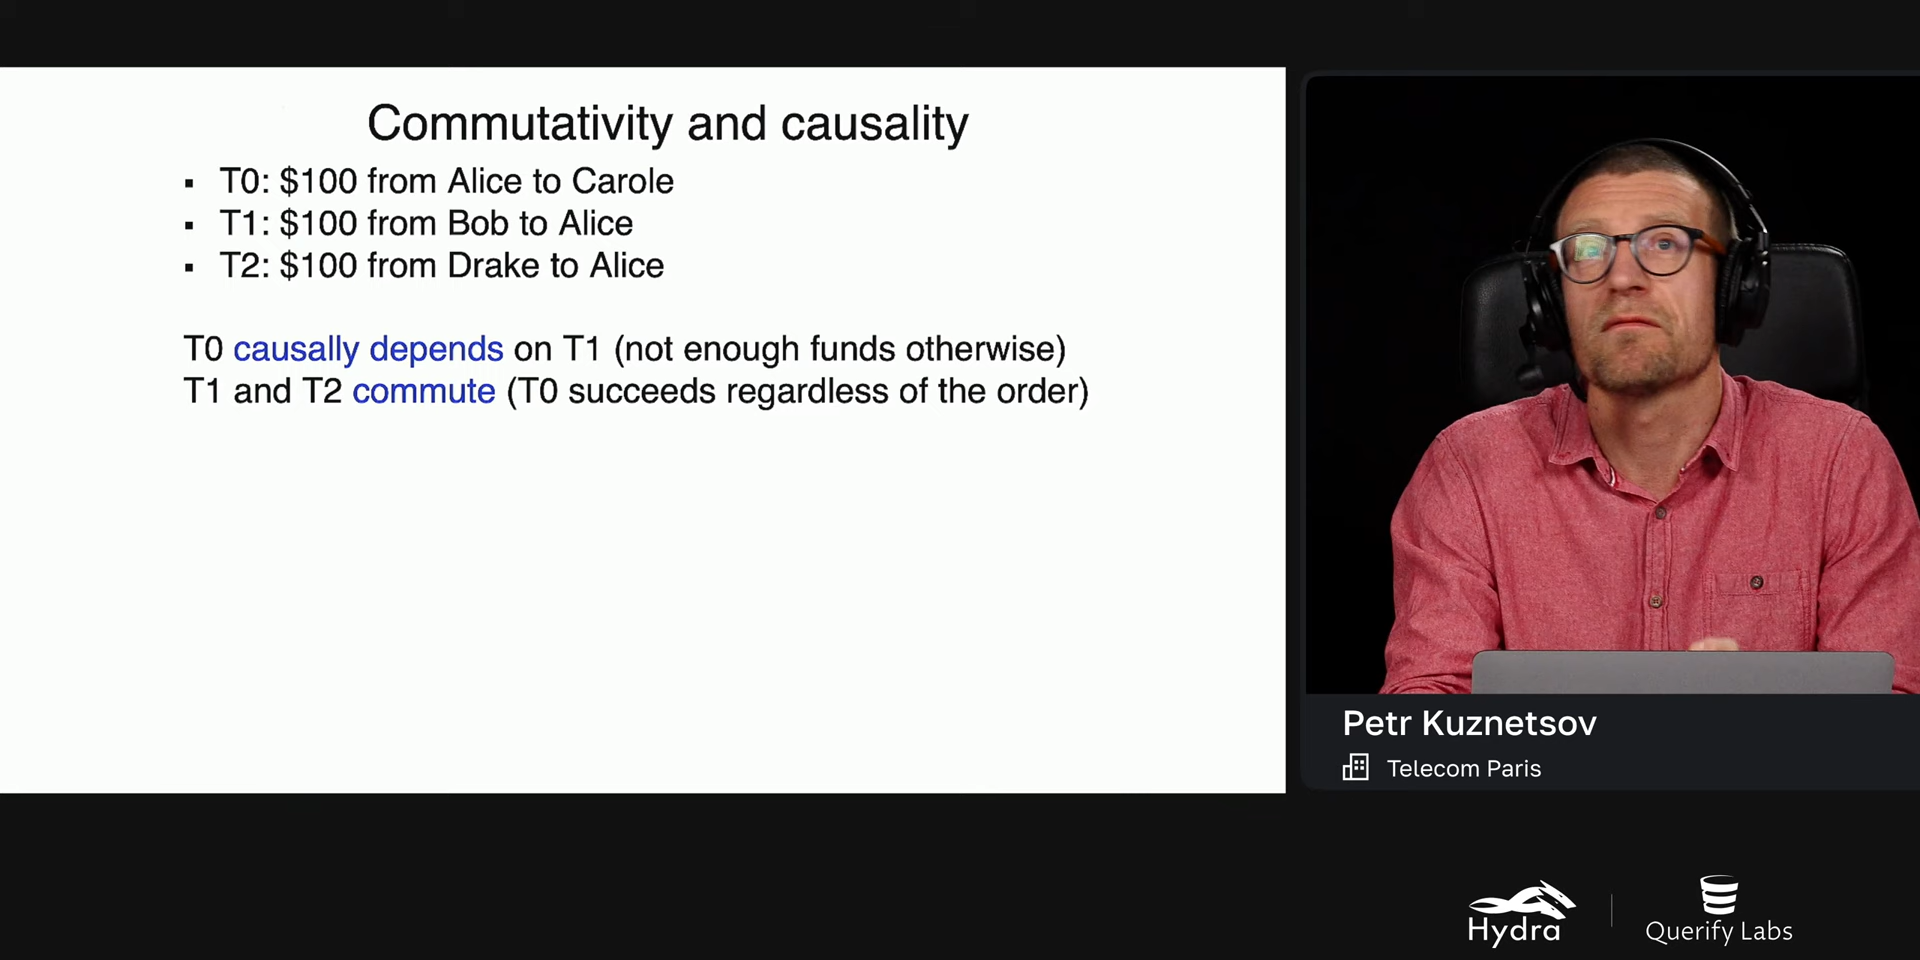 Commutativity and causality
▪ T0: $100 from Alice to Carole
▪ T1: $100 from Bob to Alice
▪ T2: $100 from Drake to Alice
T0 causally depends on T1 (not enough funds otherwise)
T1 and T2 commute (T0 succeeds regardless of the order)
Petr Kuznetsov
Telecom Paris
Hydra
Querify Labs